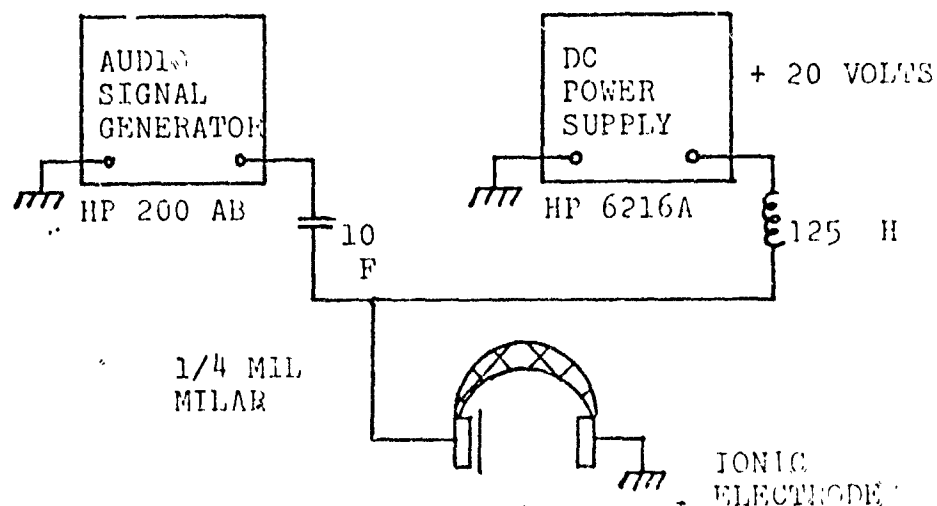 AUDIO
SIGNAL
GENERATOR
HP 200 AB
DC
POWER
SUPPLY
HP 6216A
+ 20 VOLTS
10
F
125 H
1/4 MIL
MILAR
IONIC
ELECTRODE